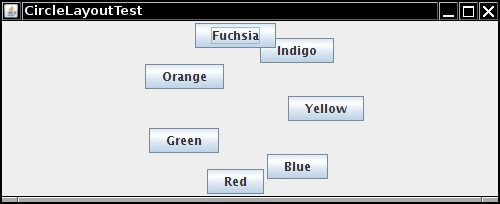 CircleLayoutTest
Fuchsia
Indigo
Orange
Yellow
Green
Blue
Red